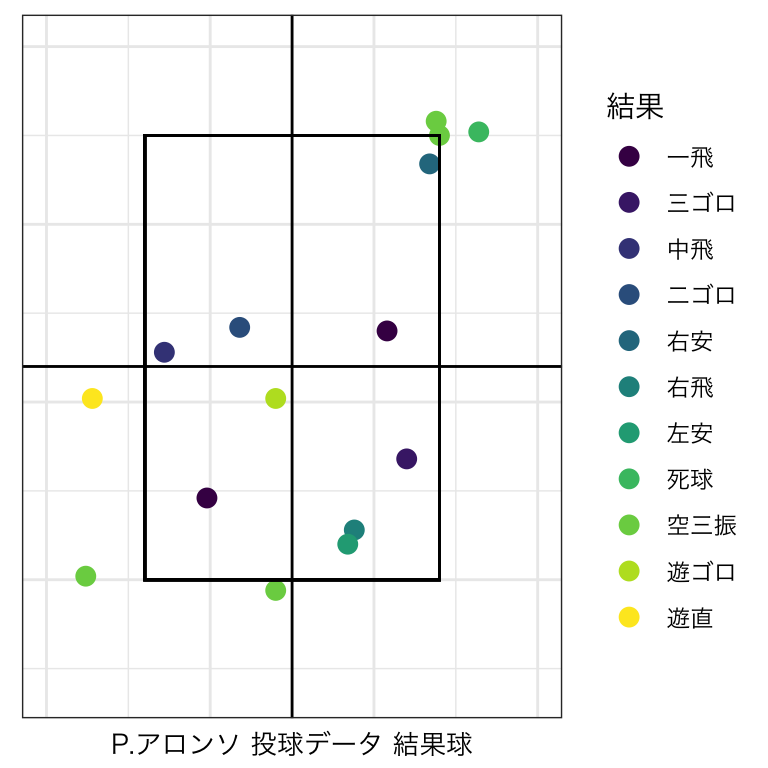 結果
一飛
三ゴロ
中飛
二ゴロ
右安
右飛
左安
死球
空三振
遊ゴロ
遊直
P.アロンソ 投球データ 結果球